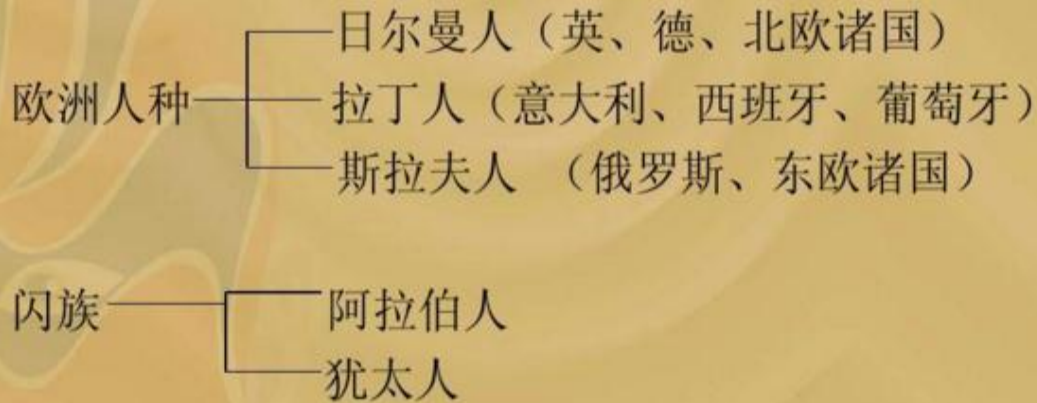 日尔曼人（英、德、北欧诸国）
欧洲人种
拉丁人（意大利、西班牙、葡萄牙）
斯拉夫人 （俄罗斯、东欧诸国）
闪族
阿拉伯人
犹太人